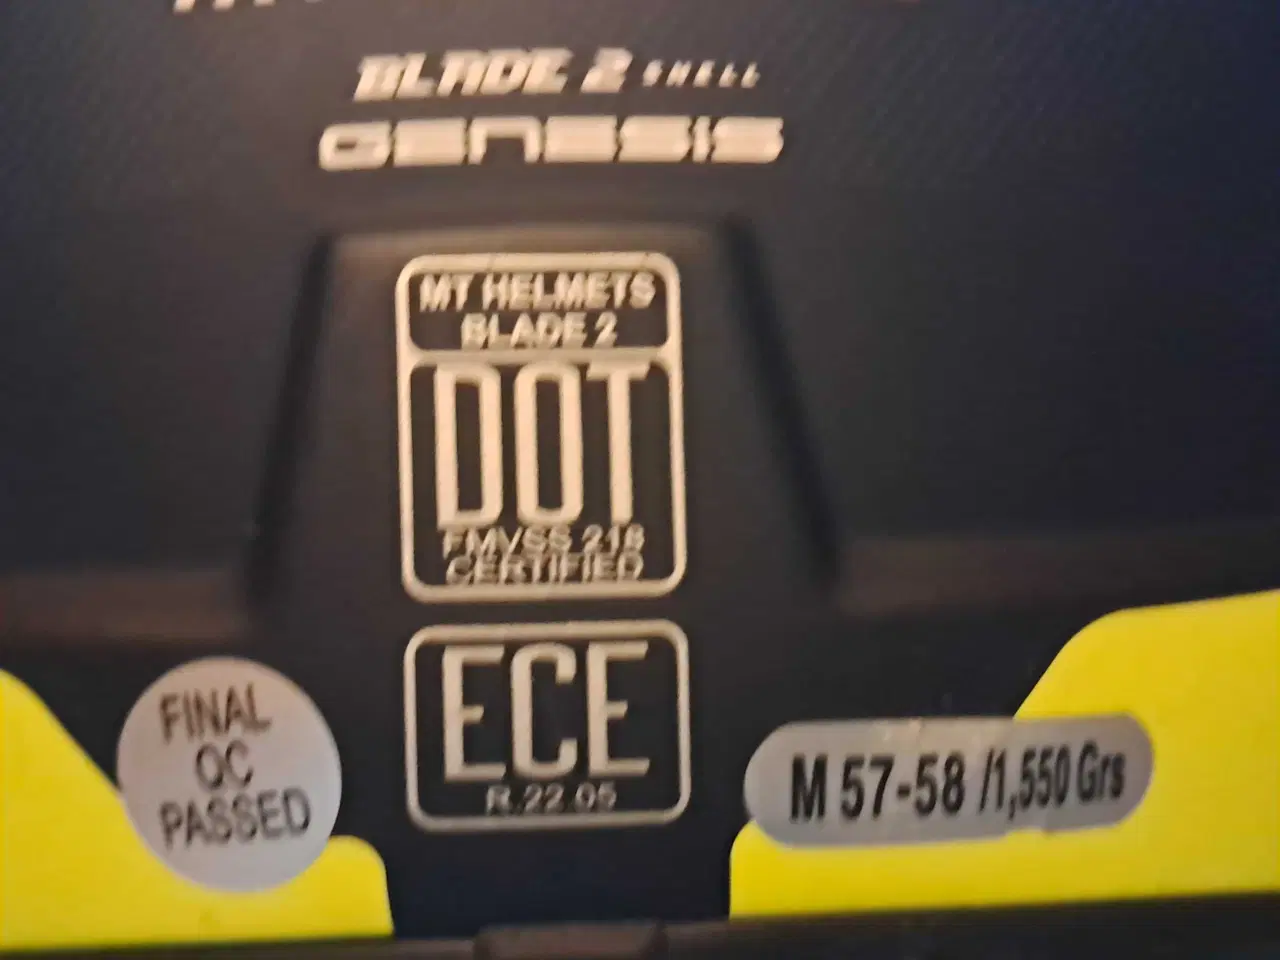 BLADE 2 SHELL
GENESIS
MT HELMETS
BLADE 2
DOT
FMVSS 218
CERTIFIED
ECE
R.22.05
FINAL
QC
PASSED
M 57-58 /1,550 Grs